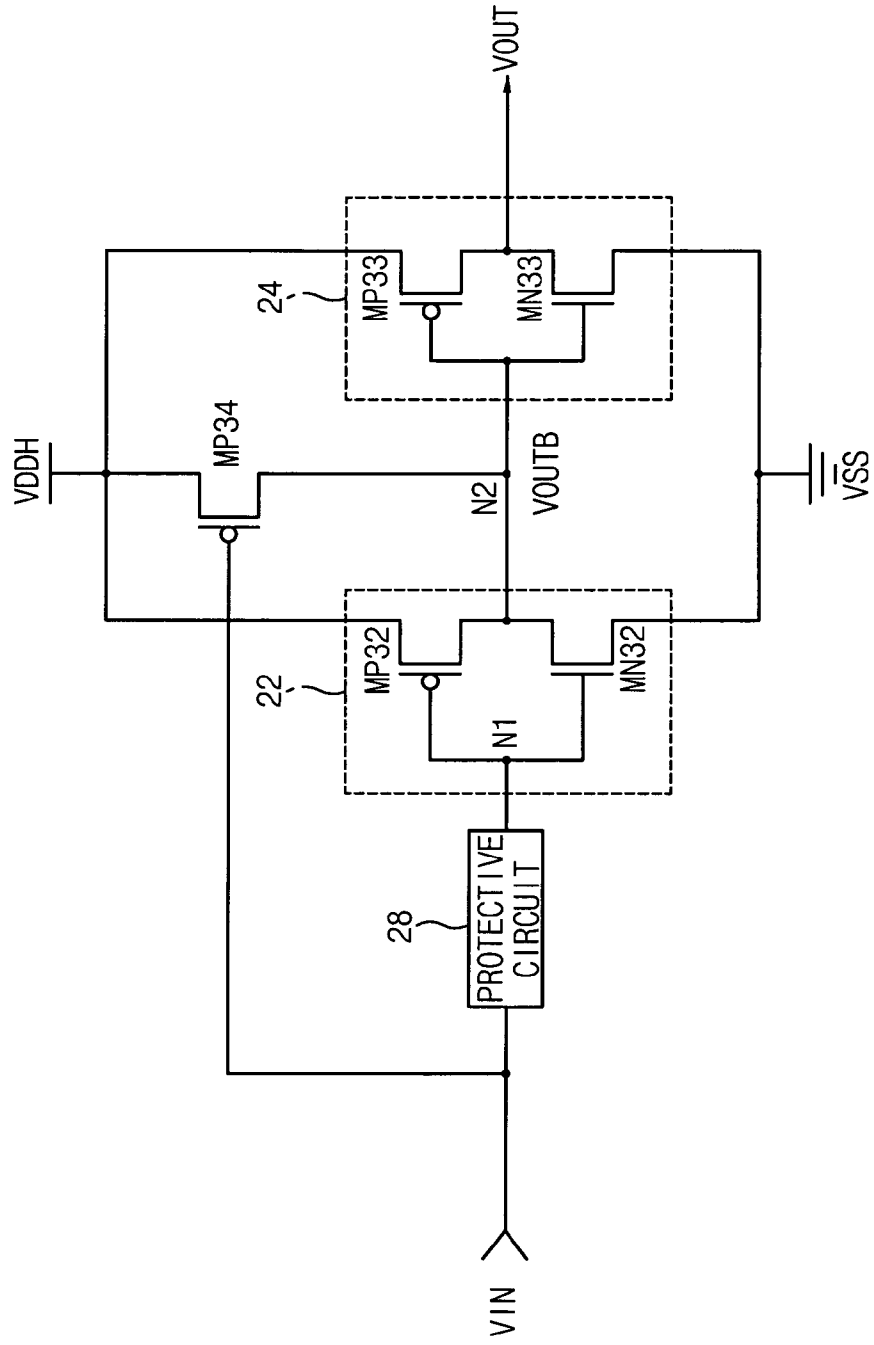 VDDH
MP34
22
24
MP32
MP33
28
PROTECTIVE
CIRCUIT
N1
N2
VOUTB
VIN
VOUT
MN32
MN33
VSS